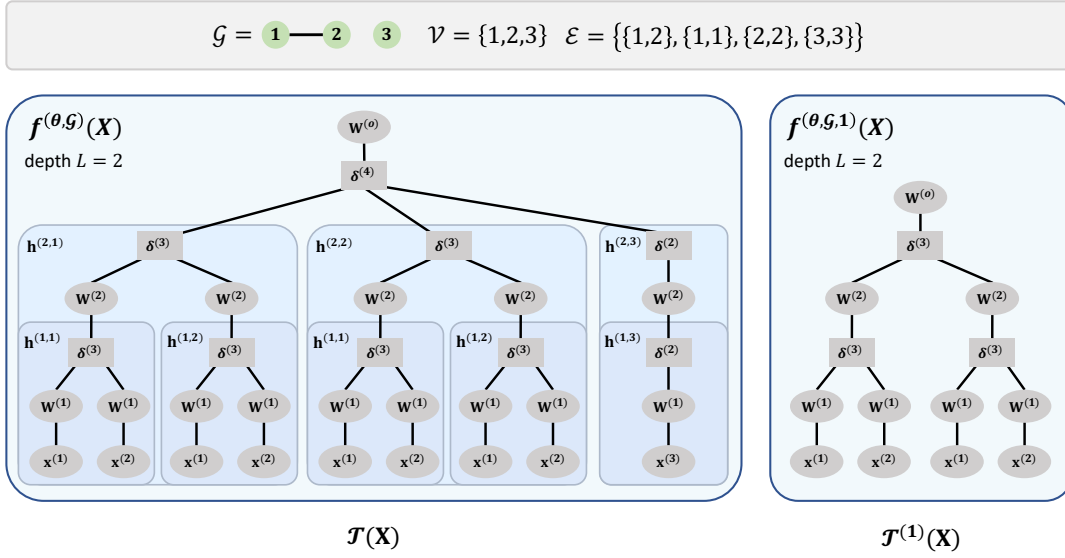 𝒢 = 1 2 3 𝒱 = {1,2,3} ℰ = {{1,2}, {1,1}, {2,2}, {3,3}}
f^(θ,𝒢)(X)
depth L = 2
W^(o)
δ^(4)
h^(2,1) δ^(3) h^(2,2) δ^(3) h^(2,3) δ^(2)
W^(2) W^(2) W^(2) W^(2) W^(2)
h^(1,1) h^(1,2) h^(1,1) h^(1,2) h^(1,3)
δ^(3) δ^(3) δ^(3) δ^(3) δ^(2)
W^(1) W^(1) W^(1) W^(1) W^(1) W^(1) W^(1) W^(1) W^(1)
x^(1) x^(2) x^(1) x^(2) x^(1) x^(2) x^(1) x^(2) x^(3)
𝒯(X)
f^(θ,𝒢,1)(X)
depth L = 2
W^(o)
δ^(3)
W^(2) W^(2)
δ^(3) δ^(3)
W^(1) W^(1) W^(1) W^(1)
x^(1) x^(2) x^(1) x^(2)
𝒯^(1)(X)